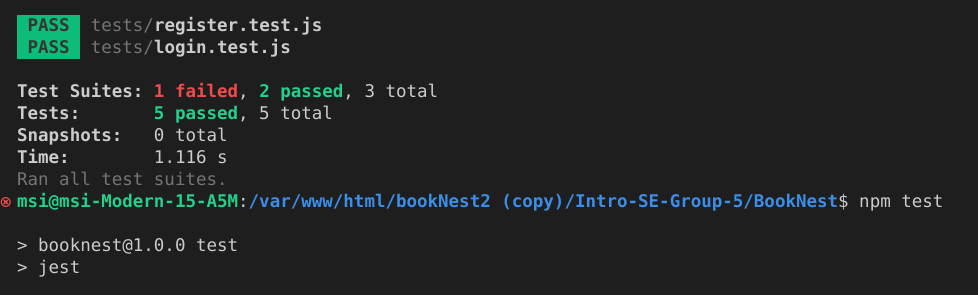 PASS tests/register.test.js
PASS tests/login.test.js
Test Suites: 1 failed, 2 passed, 3 total
Tests: 5 passed, 5 total
Snapshots: 0 total
Time: 1.116 s
Ran all test suites.
msi@msi-Modern-15-A5M:/var/www/html/bookNest2 (copy)/Intro-SE-Group-5/BookNest$ npm test
> booknest@1.0.0 test
> jest